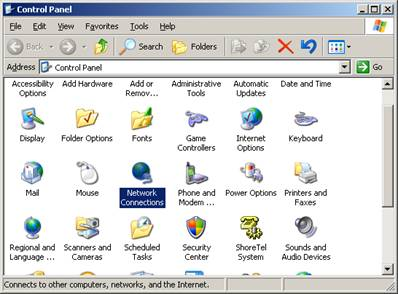 Control Panel
File Edit View Favorites Tools Help
Back Search Folders
Address Control Panel Go
Accessibility Options
Add Hardware
Add or Remov...
Administrative Tools
Automatic Updates
Date and Time
Display
Folder Options
Fonts
Game Controllers
Internet Options
Keyboard
Mail
Mouse
Network Connections
Phone and Modem ...
Power Options
Printers and Faxes
Regional and Language ...
Scanners and Cameras
Scheduled Tasks
Security Center
ShoreTel System
Sounds and Audio Devices
Connects to other computers, networks, and the Internet.